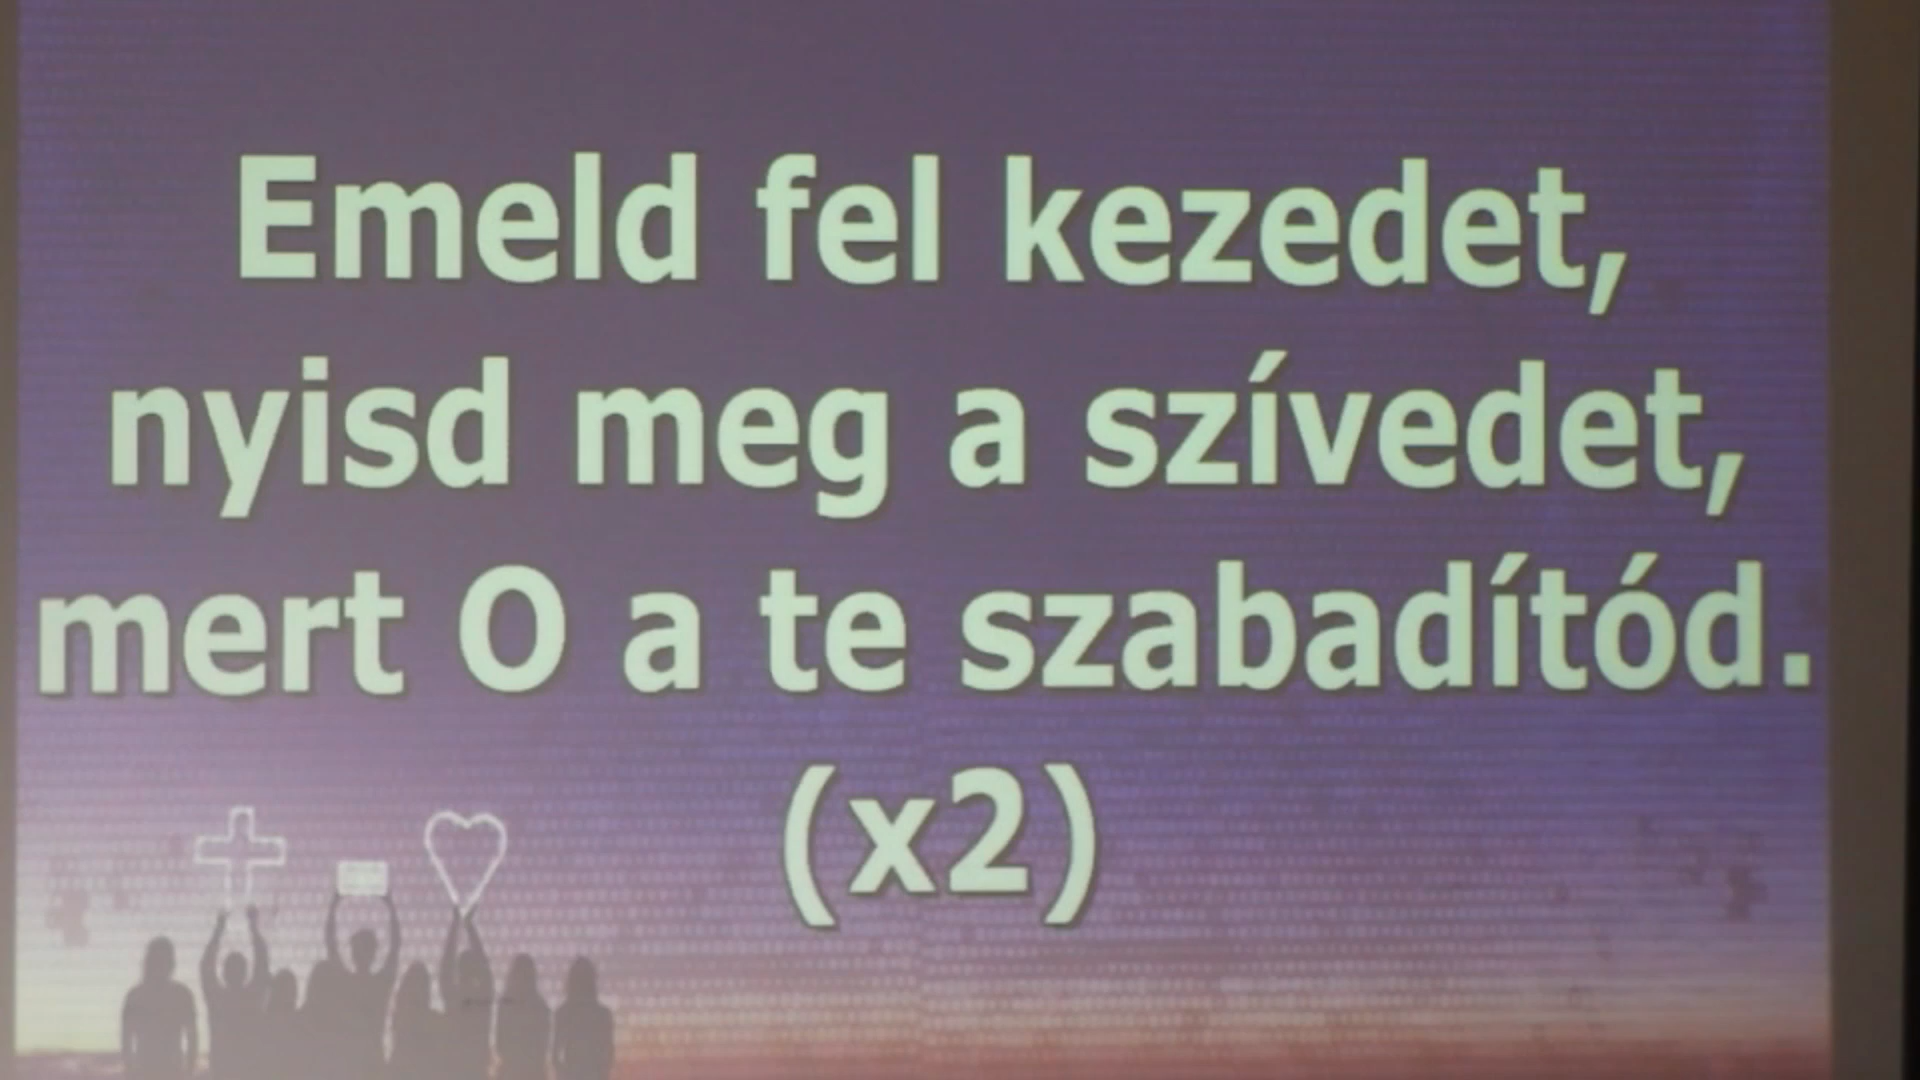 Emeld fel kezedet,
nyisd meg a szívedet,
mert O a te szabadítód.
(x2)